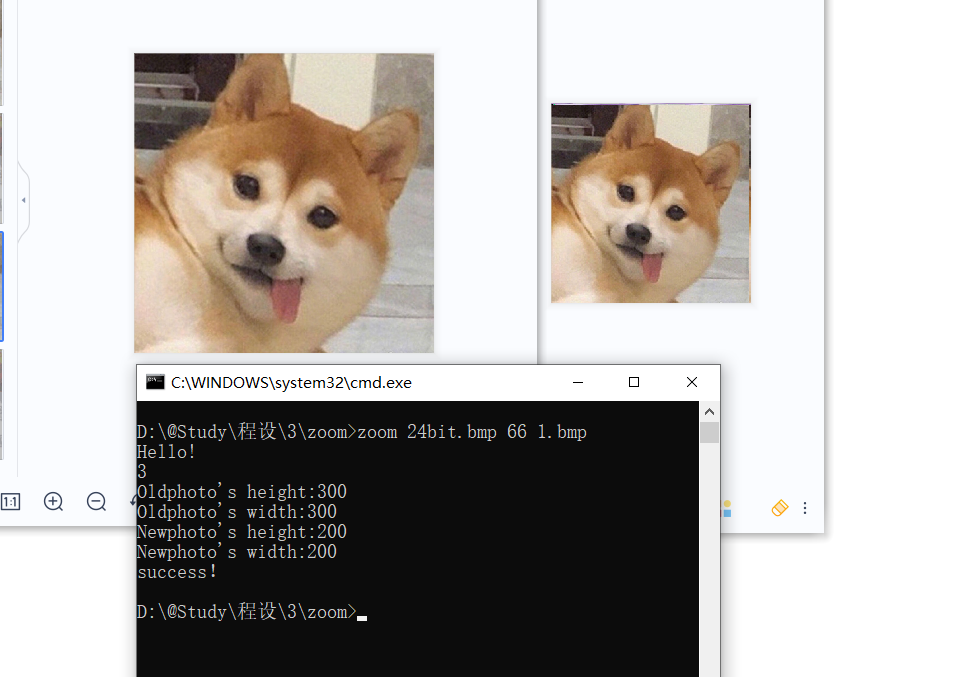 C:\WINDOWS\system32\cmd.exe
D:\@Study\程设\3\zoom>zoom 24bit.bmp 66 1.bmp
Hello!
3
Oldphoto's height:300
Oldphoto's width:300
Newphoto's height:200
Newphoto's width:200
success!
D:\@Study\程设\3\zoom>
1:1